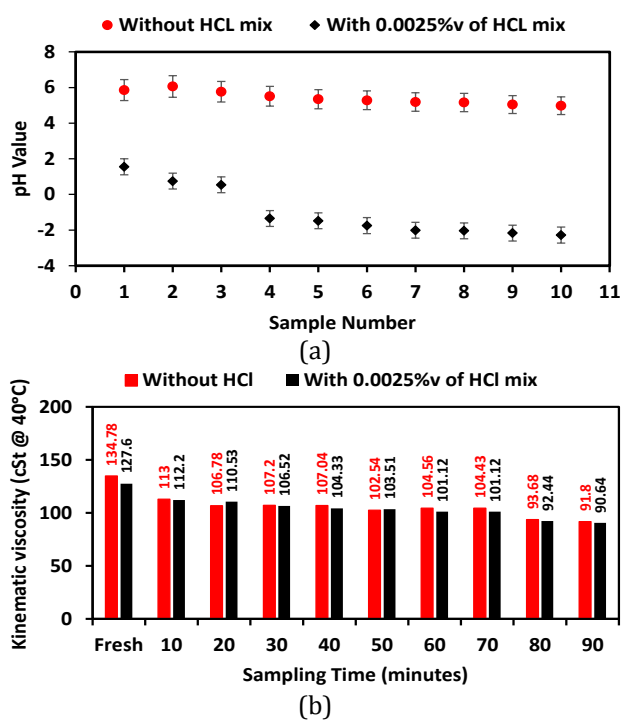 Without HCL mix With 0.0025%v of HCL mix
8
6
4
2
0
-2
-4
pH Value
0 1 2 3 4 5 6 7 8 9 10 11
Sample Number
(a)
Without HCl With 0.0025%v of HCl mix
200
150
100
50
0
Kinematic viscosity (cSt @ 40°C)
134.78 127.6 113 112.2 106.78 110.53 107.2 106.52 107.04 104.33 102.54 103.51 104.56 101.12 104.43 101.12 93.68 92.44 91.8 90.64
Fresh 10 20 30 40 50 60 70 80 90
Sampling Time (minutes)
(b)